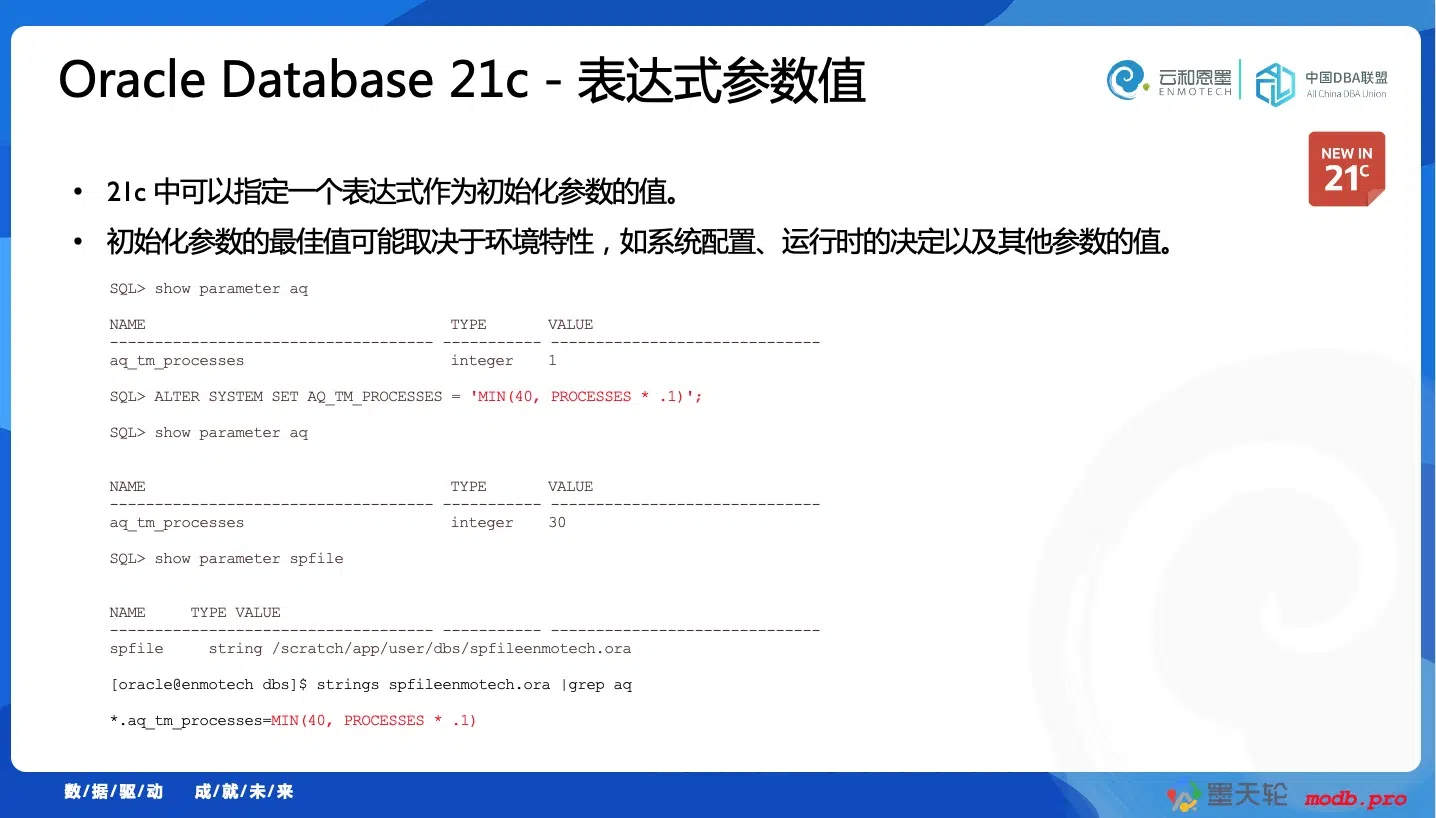 Oracle Database 21c - 表达式参数值
云和恩墨
ENMOTECH
中国DBA联盟
All China DBA Union
NEW IN
21c
• 21c 中可以指定一个表达式作为初始化参数的值。
• 初始化参数的最佳值可能取决于环境特性，如系统配置、运行时的决定以及其他参数的值。
SQL> show parameter aq
NAME TYPE VALUE
------------------------------------ ----------- ------------------------------
aq_tm_processes integer 1
SQL> ALTER SYSTEM SET AQ_TM_PROCESSES = 'MIN(40, PROCESSES * .1)';
SQL> show parameter aq
NAME TYPE VALUE
------------------------------------ ----------- ------------------------------
aq_tm_processes integer 30
SQL> show parameter spfile
NAME TYPE VALUE
------------------------------------ ----------- ------------------------------
spfile string /scratch/app/user/dbs/spfileenmotech.ora
[oracle@enmotech dbs]$ strings spfileenmotech.ora |grep aq
*.aq_tm_processes=MIN(40, PROCESSES * .1)
数/据/驱/动 成/就/未/来
墨天轮 modb.pro